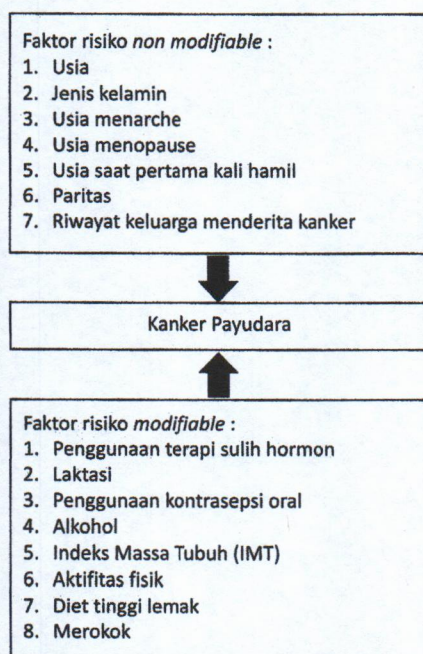 Faktor risiko non modifiable :
1. Usia
2. Jenis kelamin
3. Usia menarche
4. Usia menopause
5. Usia saat pertama kali hamil
6. Paritas
7. Riwayat keluarga menderita kanker
Kanker Payudara
Faktor risiko modifiable :
1. Penggunaan terapi sulih hormon
2. Laktasi
3. Penggunaan kontrasepsi oral
4. Alkohol
5. Indeks Massa Tubuh (IMT)
6. Aktifitas fisik
7. Diet tinggi lemak
8. Merokok